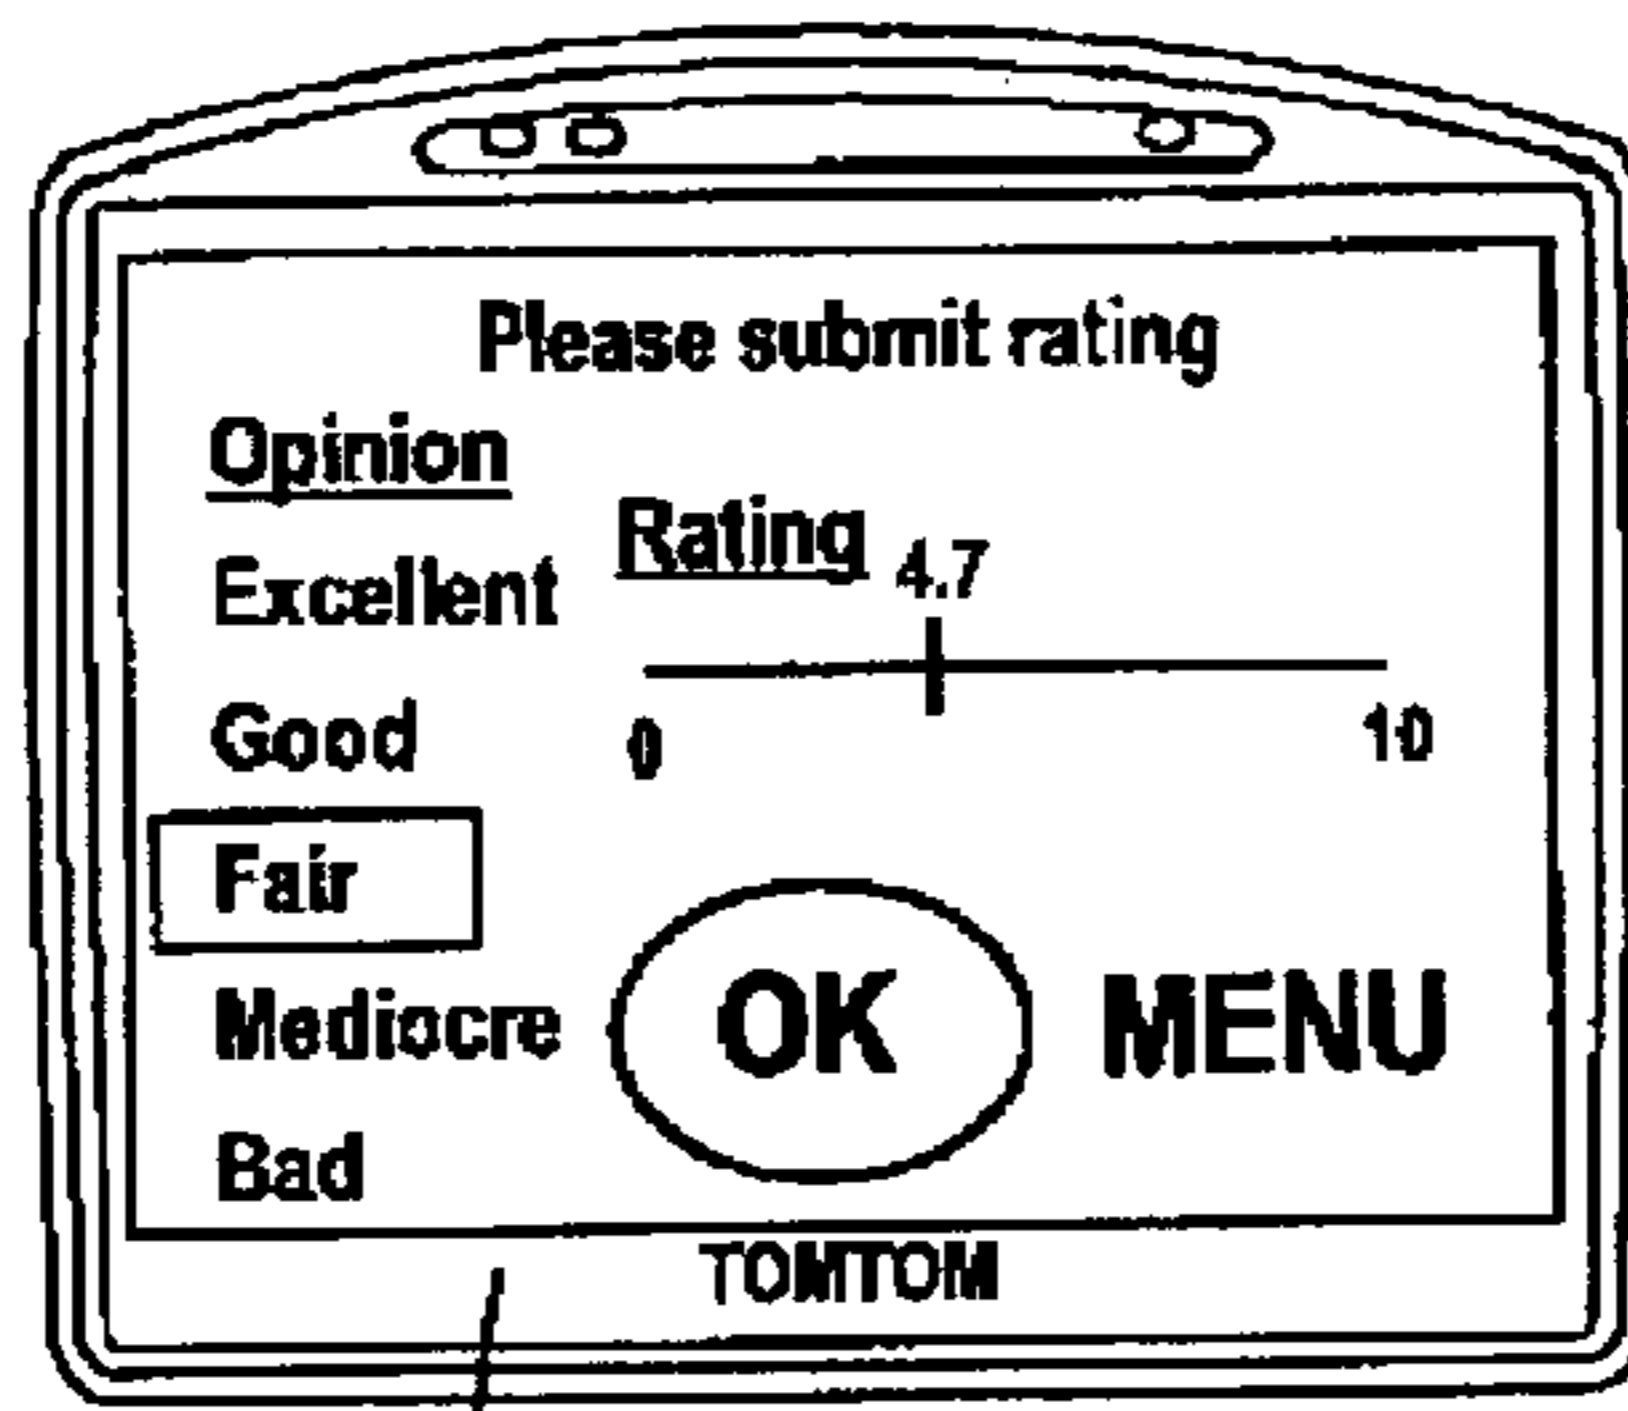 Please submit rating
Opinion
Excellent
Good
Fair
Mediocre
Bad
Rating
4.7
0 10
OK MENU
TOMTOM